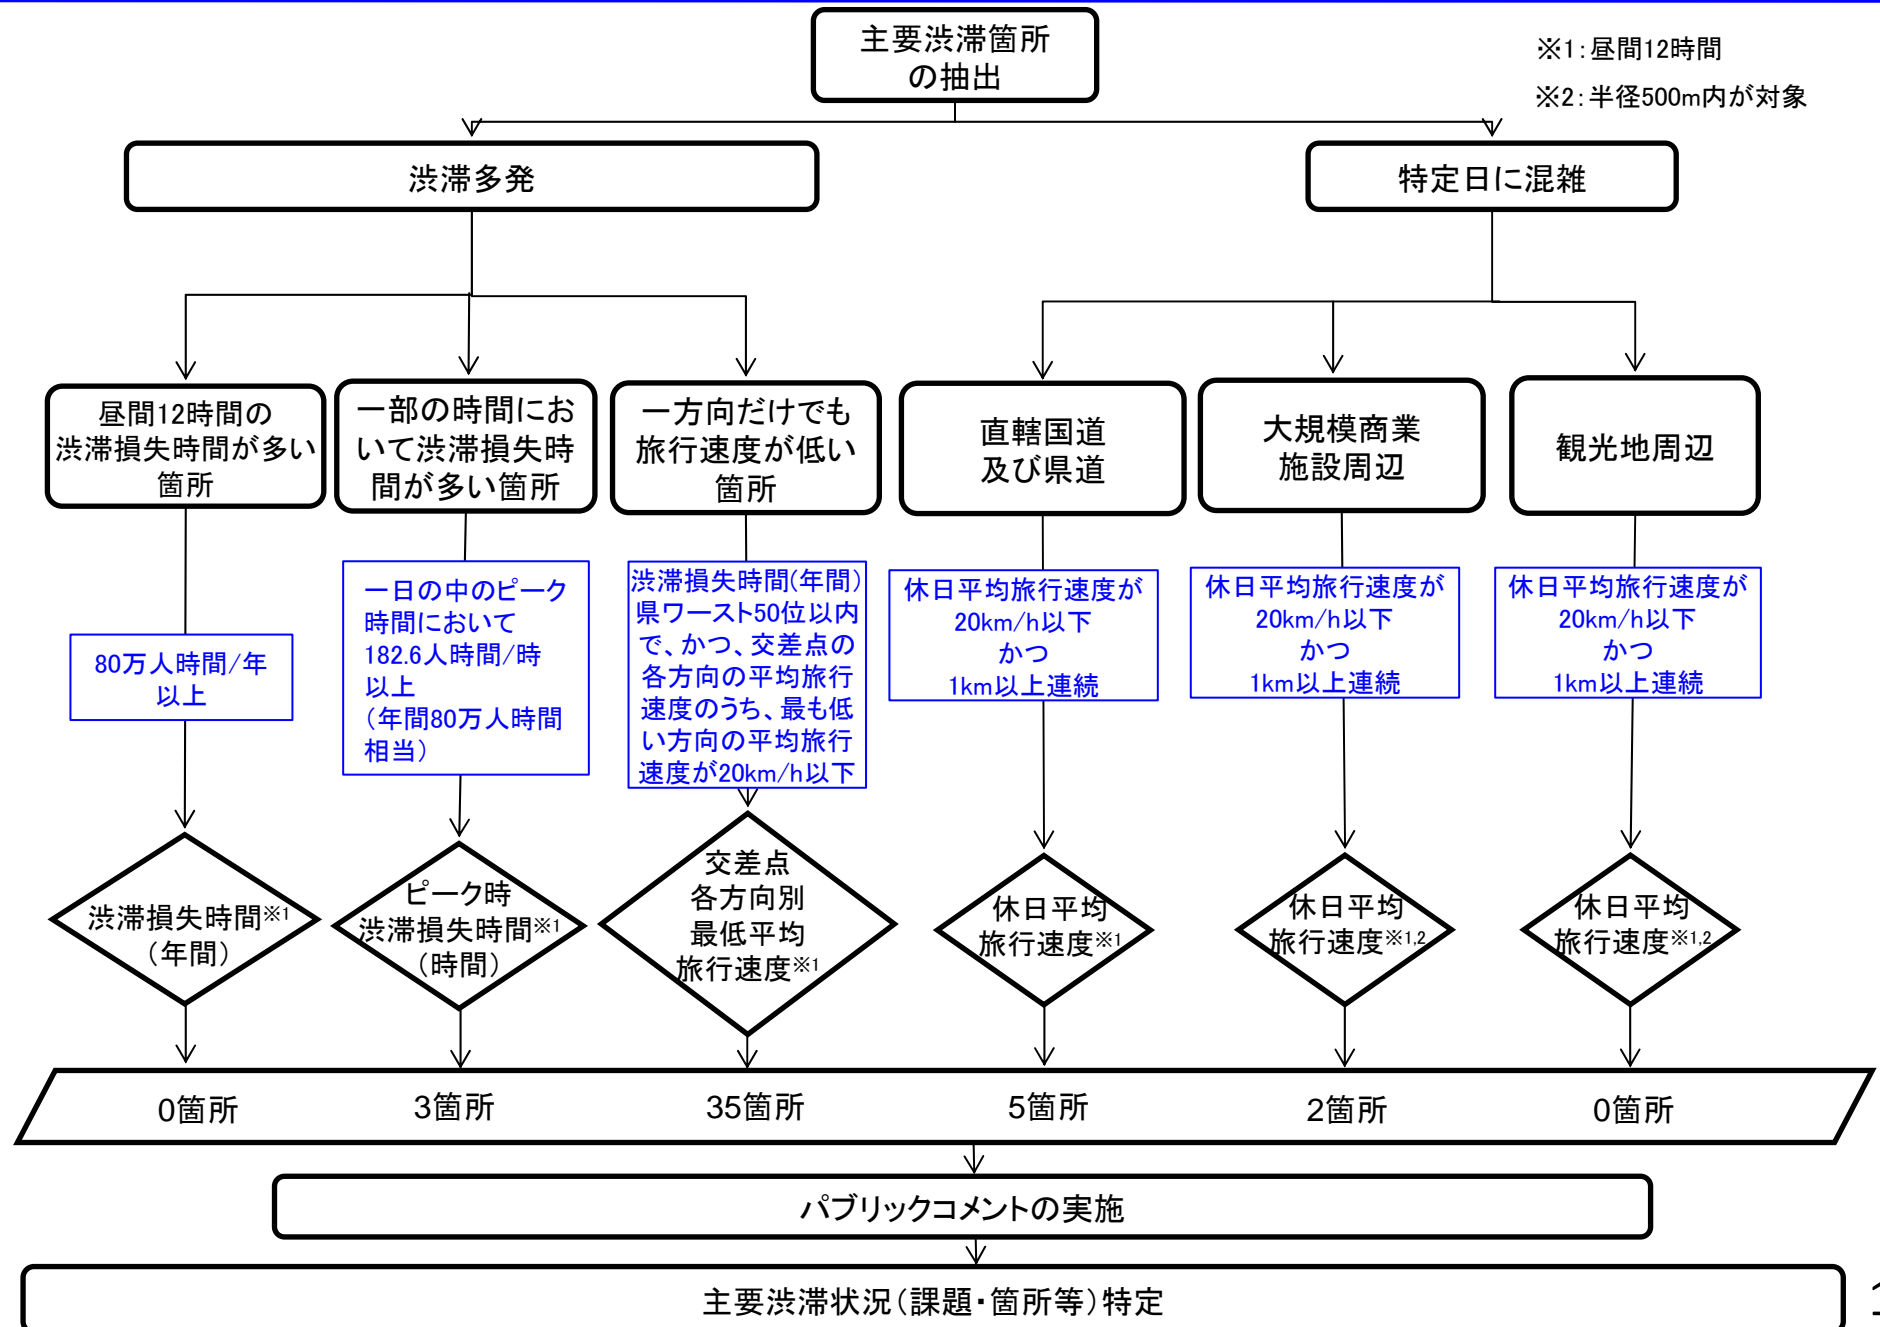 主要渋滞箇所
の抽出
※1:昼間12時間
※2:半径500m内が対象
渋滞多発
特定日に混雑
昼間12時間の
渋滞損失時間が多い
箇所
一部の時間にお
いて渋滞損失時
間が多い箇所
一方向だけでも
旅行速度が低い
箇所
直轄国道
及び県道
大規模商業
施設周辺
観光地周辺
80万人時間/年
以上
一日の中のピーク
時間において
182.6人時間/時
以上
(年間80万人時間
相当)
渋滞損失時間(年間)
県ワースト50位以内
で、かつ、交差点の
各方向の平均旅行
速度のうち、最も低
い方向の平均旅行
速度が20km/h以下
休日平均旅行速度が
20km/h以下
かつ
1km以上連続
休日平均旅行速度が
20km/h以下
かつ
1km以上連続
休日平均旅行速度が
20km/h以下
かつ
1km以上連続
渋滞損失時間※1
(年間)
ピーク時
渋滞損失時間※1
(時間)
交差点
各方向別
最低平均
旅行速度※1
休日平均
旅行速度※1
休日平均
旅行速度※1,2
休日平均
旅行速度※1,2
0箇所
3箇所
35箇所
5箇所
2箇所
0箇所
パブリックコメントの実施
主要渋滞状況(課題・箇所等)特定